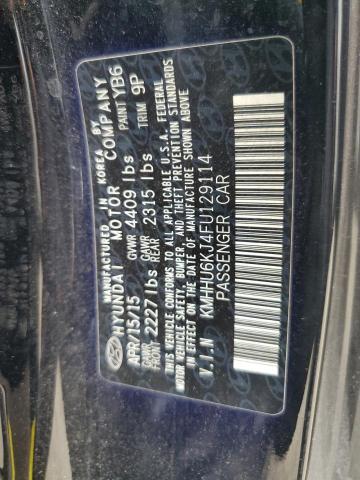 MANUFACTURED IN KOREA BY
HYUNDAI MOTOR COMPANY
APR/15/15 GVWR 4409 lbs PAINT YB6
GAWR FRONT 2227 lbs GAWR REAR 2315 lbs TRIM 9P
THIS VEHICLE CONFORMS TO ALL APPLICABLE U.S.A. FEDERAL
MOTOR VEHICLE SAFETY, BUMPER, AND THEFT PREVENTION STANDARDS
IN EFFECT ON THE DATE OF MANUFACTURE SHOWN ABOVE.
V.I.N KMHHU6KJ4FU129114
PASSENGER CAR